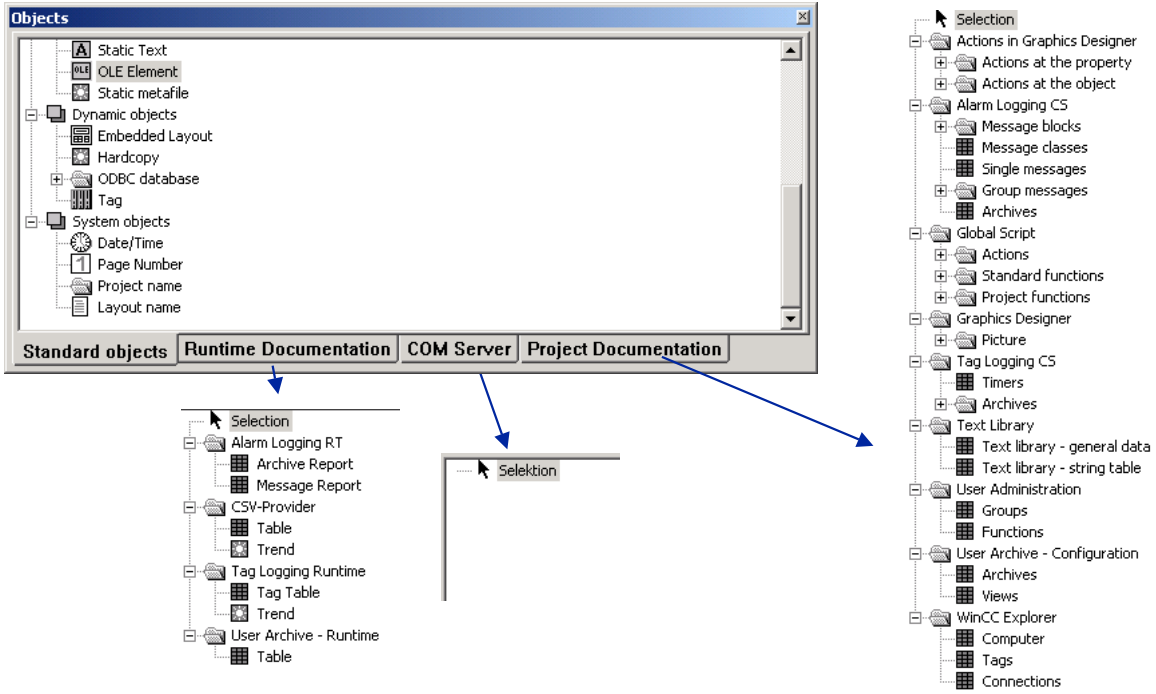 Objects
Static Text
OLE Element
Static metafile
Dynamic objects
Embedded Layout
Hardcopy
ODBC database
Tag
System objects
Date/Time
Page Number
Project name
Layout name
Standard objects
Runtime Documentation
COM Server
Project Documentation
Selection
Alarm Logging RT
Archive Report
Message Report
CSV-Provider
Table
Trend
Tag Logging Runtime
Tag Table
Trend
User Archive - Runtime
Table
Selektion
Selection
Actions in Graphics Designer
Actions at the property
Actions at the object
Alarm Logging CS
Message blocks
Message classes
Single messages
Group messages
Archives
Global Script
Actions
Standard functions
Project functions
Graphics Designer
Picture
Tag Logging CS
Timers
Archives
Text Library
Text library - general data
Text library - string table
User Administration
Groups
Functions
User Archive - Configuration
Archives
Views
WinCC Explorer
Computer
Tags
Connections